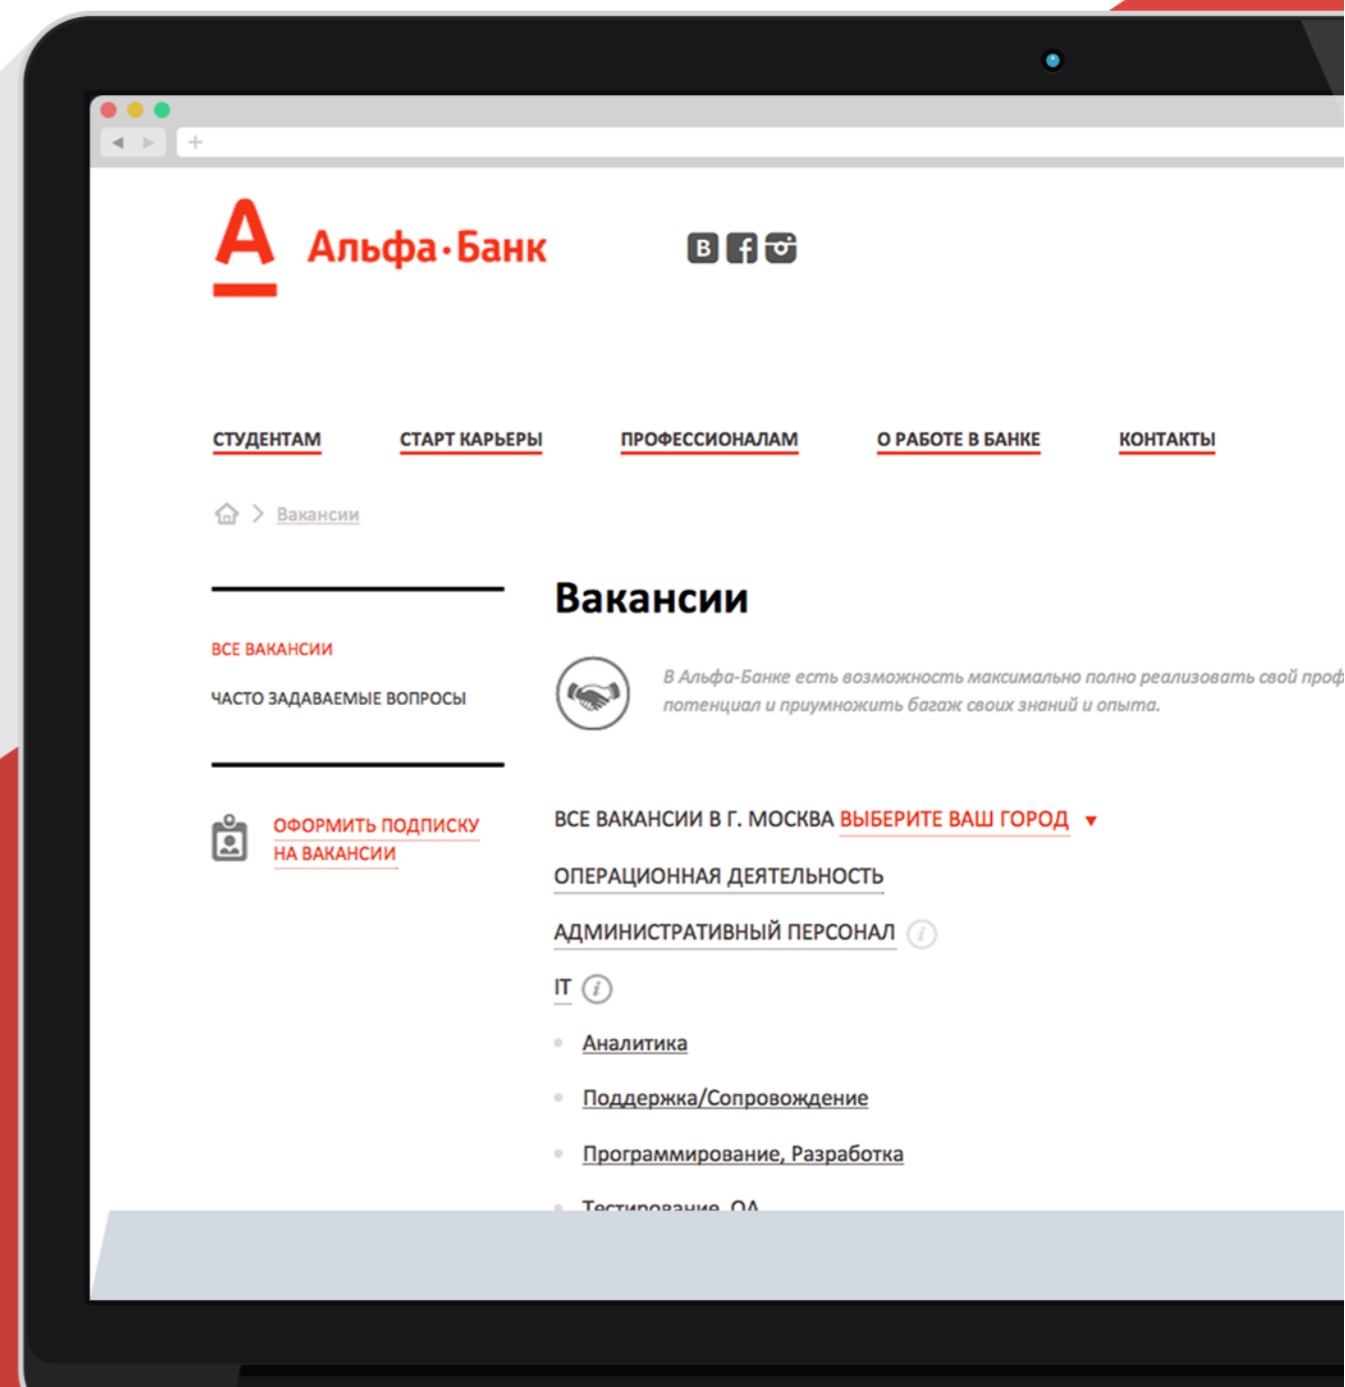 А
Альфа·Банк
СТУДЕНТАМ
СТАРТ КАРЬЕРЫ
ПРОФЕССИОНАЛАМ
О РАБОТЕ В БАНКЕ
КОНТАКТЫ
Вакансии
ВСЕ ВАКАНСИИ
ЧАСТО ЗАДАВАЕМЫЕ ВОПРОСЫ
ОФОРМИТЬ ПОДПИСКУ
НА ВАКАНСИИ
Вакансии
В Альфа-Банке есть возможность максимально полно реализовать свой
потенциал и приумножить багаж своих знаний и опыта.
ВСЕ ВАКАНСИИ В Г. МОСКВА ВЫБЕРИТЕ ВАШ ГОРОД
ОПЕРАЦИОННАЯ ДЕЯТЕЛЬНОСТЬ
АДМИНИСТРАТИВНЫЙ ПЕРСОНАЛ
IT
Аналитика
Поддержка/Сопровождение
Программирование, Разработка
Тестирование, QA